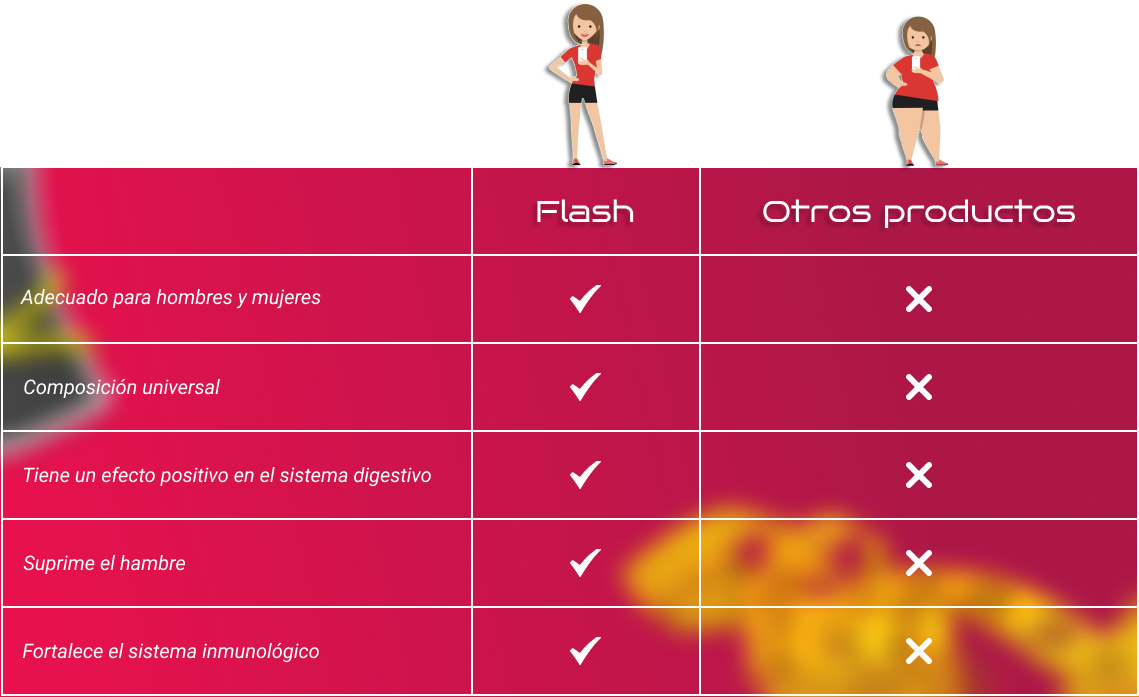 Flash
Otros productos
Adecuado para hombres y mujeres
Composición universal
Tiene un efecto positivo en el sistema digestivo
Suprime el hambre
Fortalece el sistema inmunológico